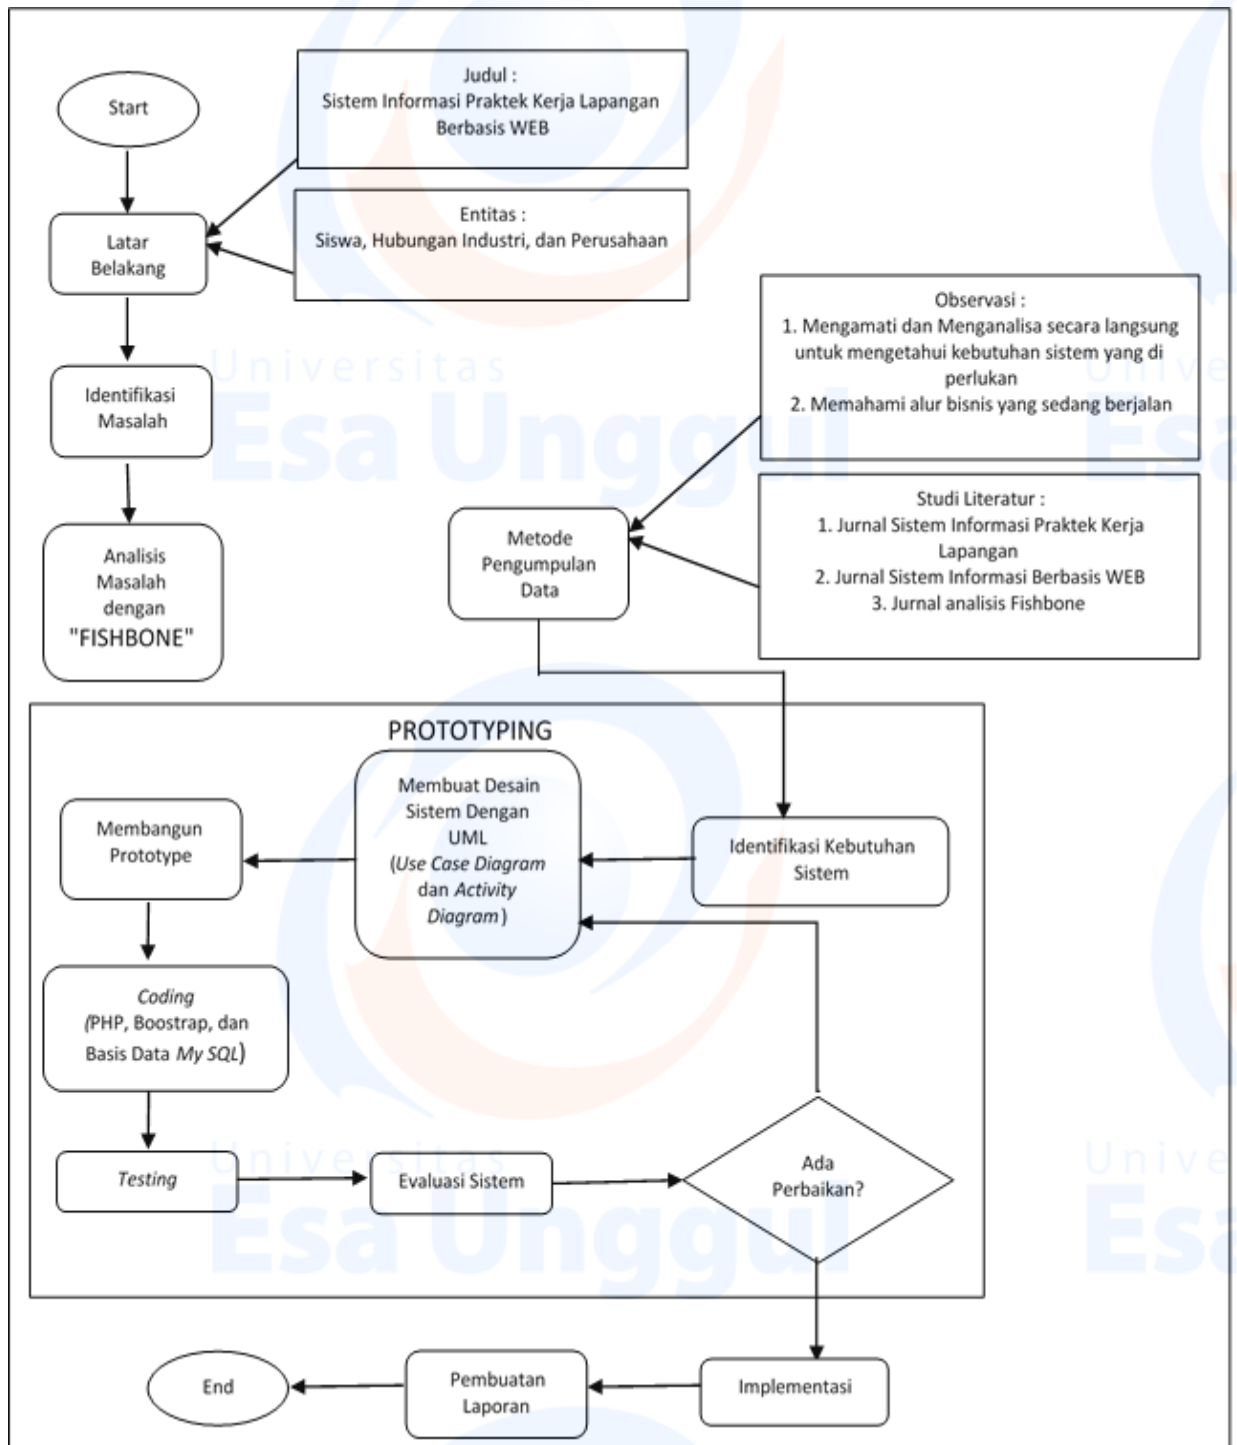 Start
Judul :
Sistem Informasi Praktek Kerja Lapangan
Berbasis WEB
Latar
Belakang
Entitas :
Siswa, Hubungan Industri, dan Perusahaan
Identifikasi
Masalah
Observasi :
1. Mengamati dan Menganalisa secara langsung
untuk mengetahui kebutuhan sistem yang di
perlukan
2. Memahami alur bisnis yang sedang berjalan
Analisis
Masalah
dengan
"FISHBONE"
Metode
Pengumpulan
Data
Studi Literatur :
1. Jurnal Sistem Informasi Praktek Kerja
Lapangan
2. Jurnal Sistem Informasi Berbasis WEB
3. Jurnal analisis Fishbone
PROTOTYPING
Membangun
Prototype
Membuat Desain
Sistem Dengan
UML
(Use Case Diagram
dan Activity
Diagram)
Identifikasi Kebutuhan
Sistem
Coding
(PHP, Boostrap, dan
Basis Data My SQL)
Testing
Evaluasi Sistem
Ada
Perbaikan?
End
Pembuatan
Laporan
Implementasi
Universitas
Esa Unggul
Unive
Esa
Universitas
Esa Unggul
Unive
Esa